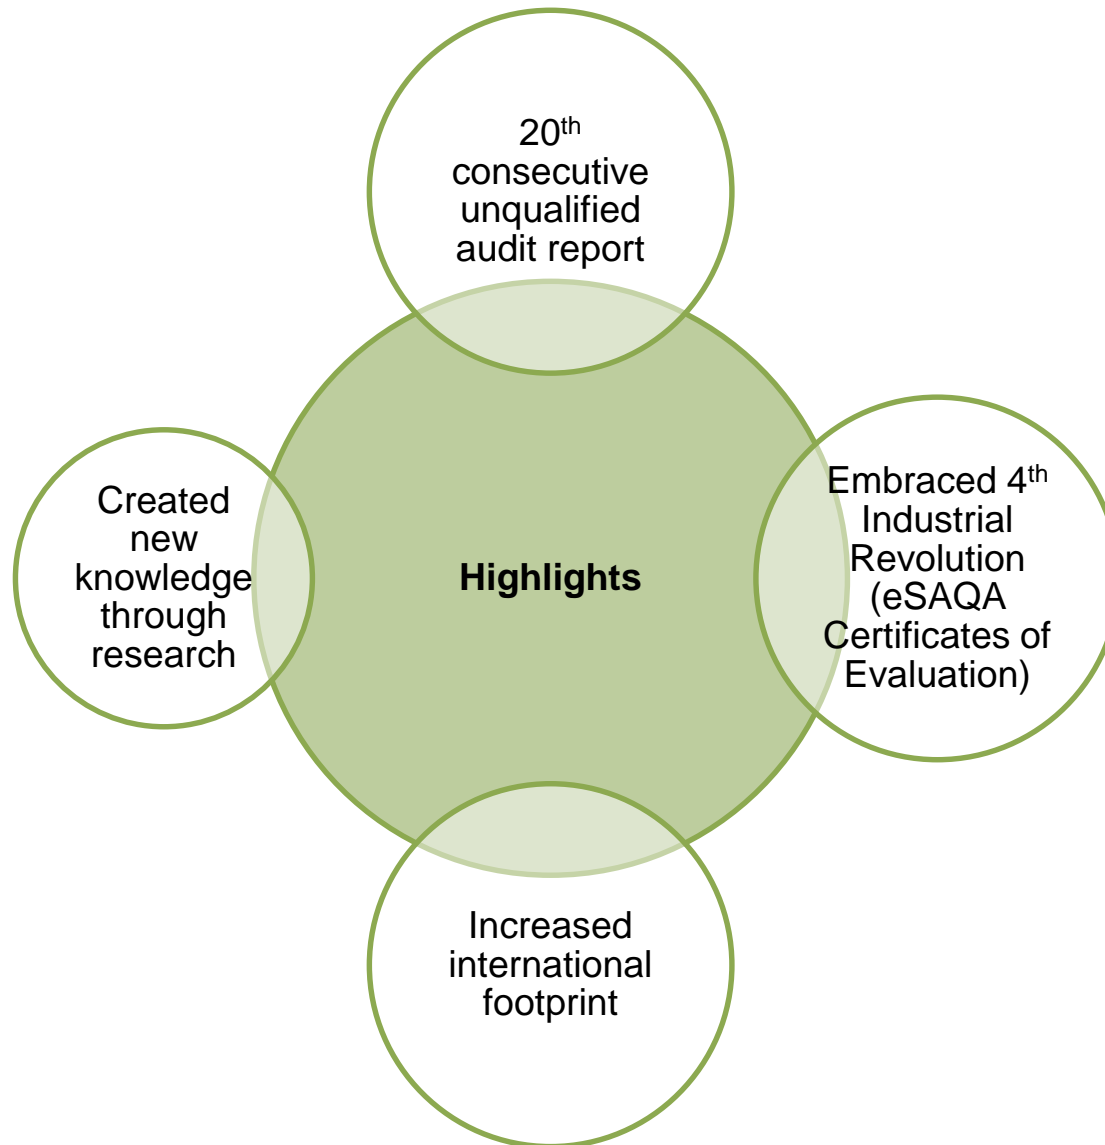 20th
consecutive
unqualified
audit report
Created
new
knowledge
through
research
Highlights
Embraced 4th
Industrial
Revolution
(eSAQA
Certificates of
Evaluation)
Increased
international
footprint